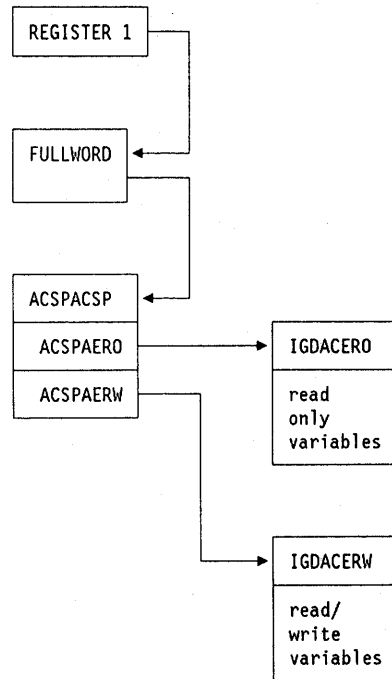 REGISTER 1
FULLWORD
ACSPACSP
ACSPAERO
ACSPAERW
IGDACERO
read
only
variables
IGDACERW
read/
write
variables